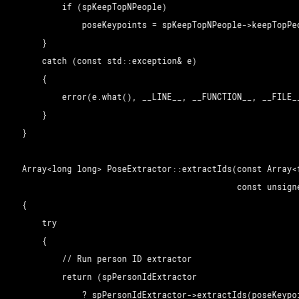 if (spKeepTopNPeople)
poseKeypoints = spKeepTopNPeople->keepTopPe
}
catch (const std::exception& e)
{
error(e.what(), __LINE__, __FUNCTION__, __FILE__
}
}
Array<long long> PoseExtractor::extractIds(const Array<
const unsigne
{
try
{
// Run person ID extractor
return (spPersonIdExtractor
? spPersonIdExtractor->extractIds(poseKeypoi